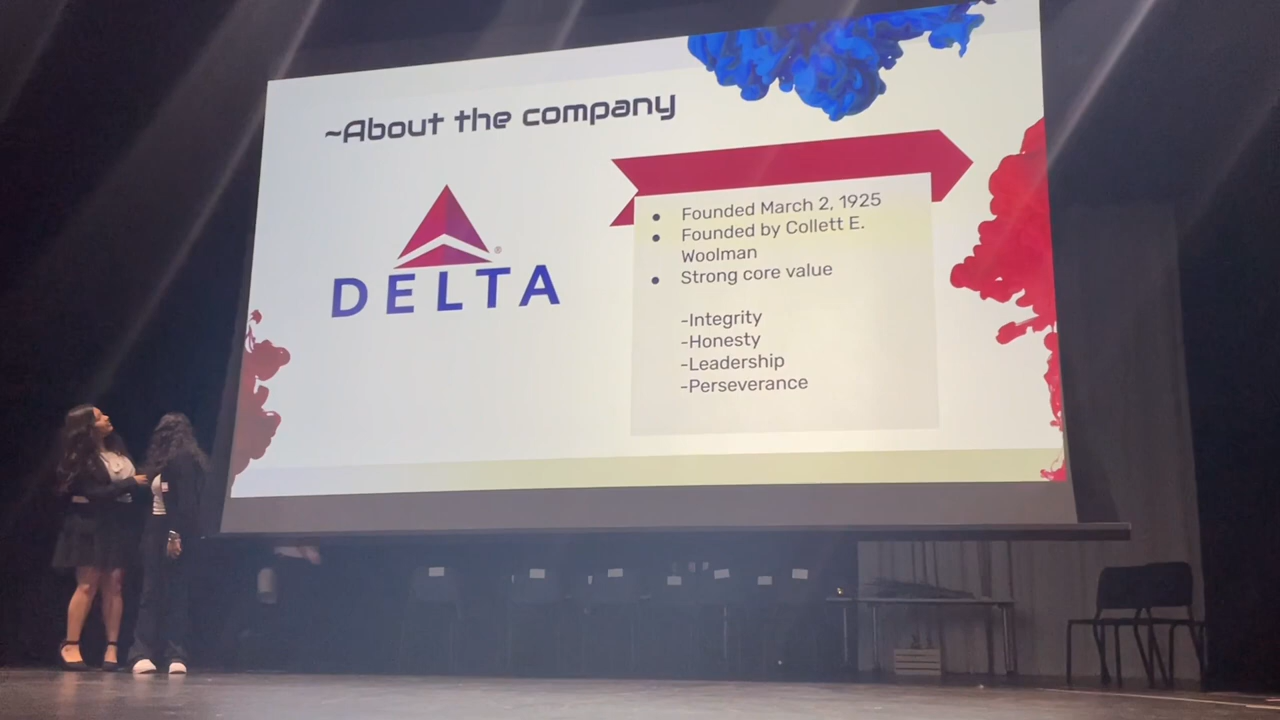 ~About the company
DELTA
®
• Founded March 2, 1925
• Founded by Collett E.
Woolman
• Strong core value
-Integrity
-Honesty
-Leadership
-Perseverance